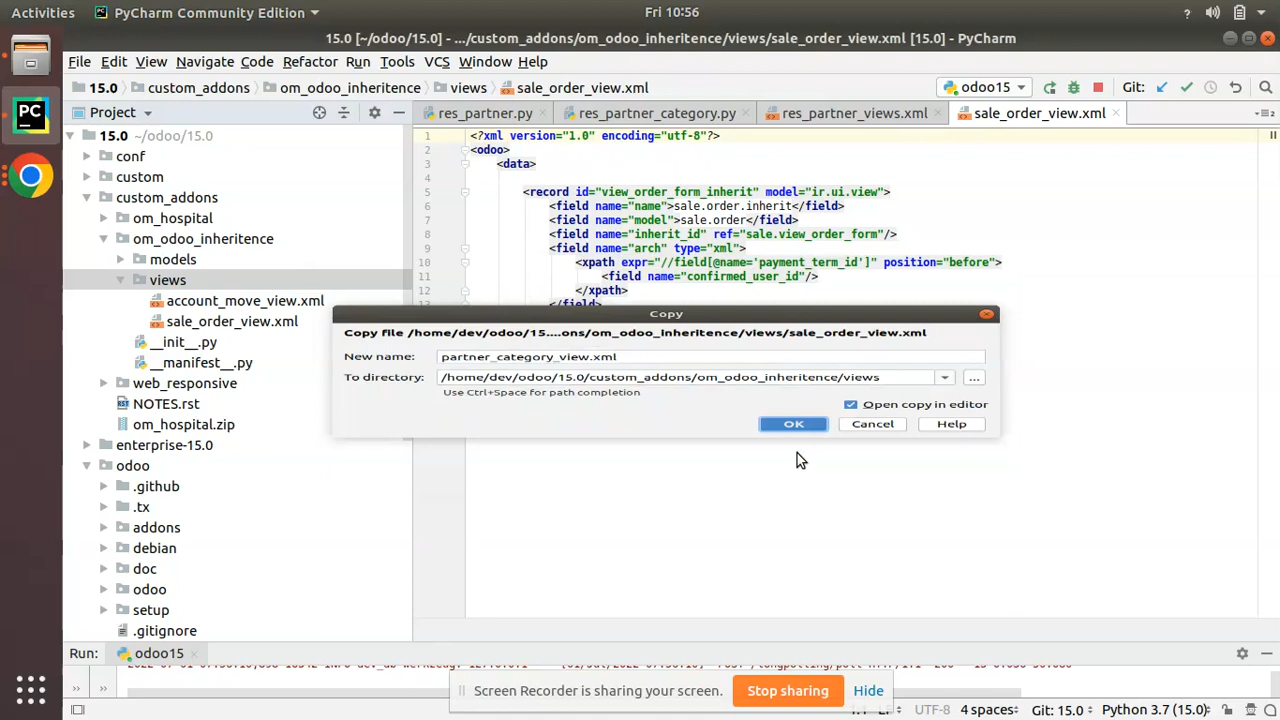 Activities PyCharm Community Edition Fri 10:56
15.0 [~/odoo/15.0] - .../custom_addons/om_odoo_inheritence/views/sale_order_view.xml [15.0] - PyCharm
File Edit View Navigate Code Refactor Run Tools VCS Window Help
15.0 custom_addons om_odoo_inheritence views sale_order_view.xml odoo15 Git:
Project res_partner.py res_partner_category.py res_partner_views.xml sale_order_view.xml
15.0 ~/odoo/15.0
conf
custom
custom_addons
om_hospital
om_odoo_inheritence
models
views
account_move_view.xml
sale_order_view.xml
__init__.py
__manifest__.py
web_responsive
NOTES.rst
om_hospital.zip
enterprise-15.0
odoo
.github
.tx
addons
debian
doc
odoo
setup
.gitignore
1 <?xml version="1.0" encoding="utf-8"?>
2 <odoo>
3 <data>
4
5 <record id="view_order_form_inherit" model="ir.ui.view">
6 <field name="name">sale.order.inherit</field>
7 <field name="model">sale.order</field>
8 <field name="inherit_id" ref="sale.view_order_form"/>
9 <field name="arch" type="xml">
10 <xpath expr="//field[@name='payment_term_id']" position="before">
11 <field name="confirmed_user_id"/>
12 </xpath>
13 </field>
Copy
Copy file /home/dev/odoo/15....ons/om_odoo_inheritence/views/sale_order_view.xml
New name: partner_category_view.xml
To directory: /home/dev/odoo/15.0/custom_addons/om_odoo_inheritence/views ...
Use Ctrl+Space for path completion
Open copy in editor
OK Cancel Help
Run: odoo15
Screen Recorder is sharing your screen. Stop sharing Hide
UTF-8 4 spaces Git: 15.0 Python 3.7 (15.0)